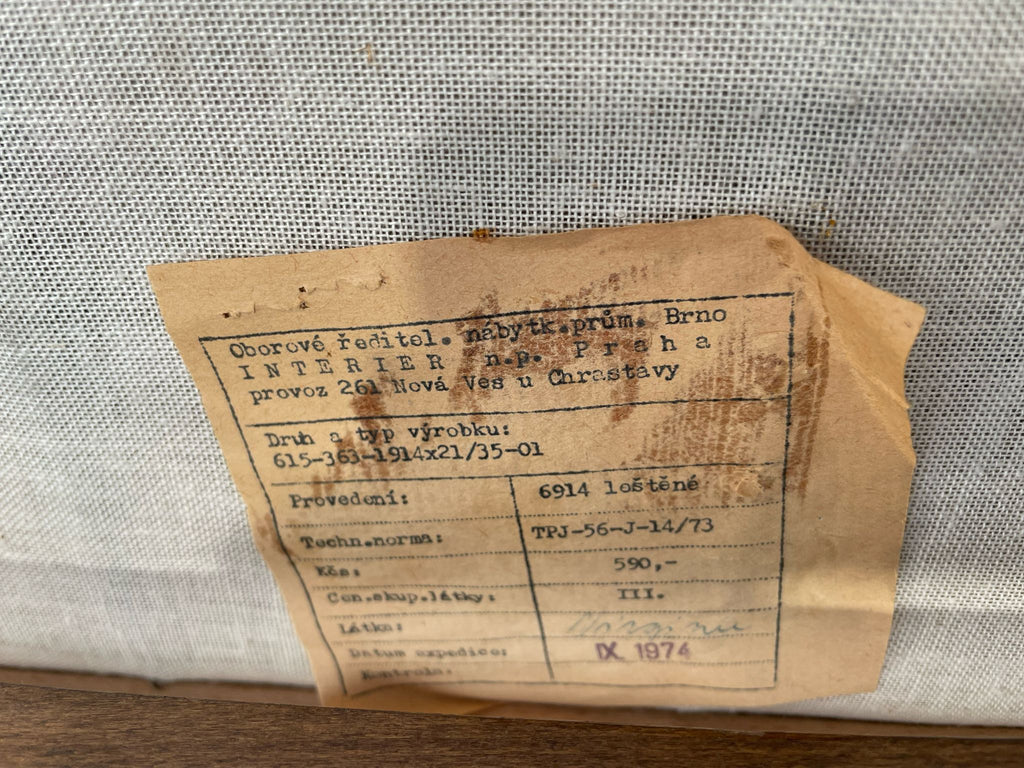 Oborové ředitel. nábytk.prům. Brno
INTERIER n.p. Praha
provoz 261 Nová Ves u Chrastavy
Druh a typ výrobku:
615-363-1914x21/35-01
Provedení: 6914 loštěné
Techn.norma: TPJ-56-J-14/73
Kčs: 590,-
Cen.skup.látky: III.
Látka:
Datum expedice: IX. 1974
Kontrola: